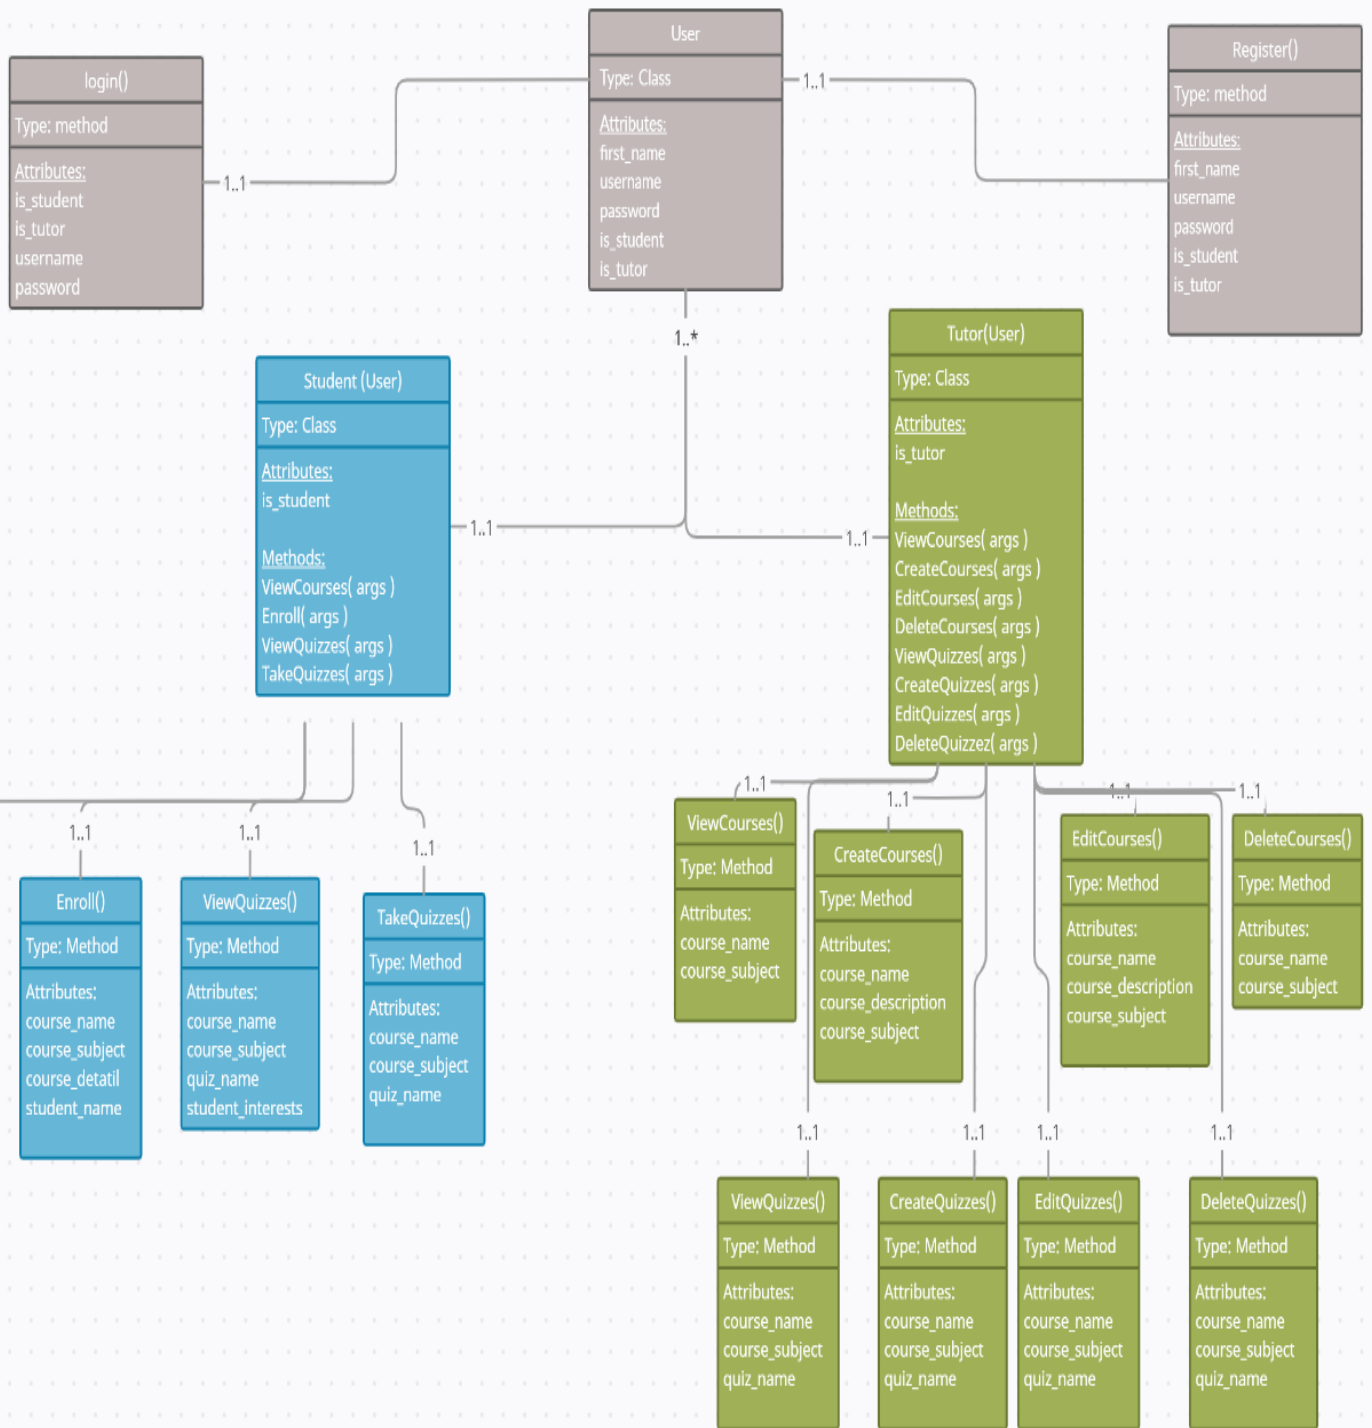 login()
Type: method
Attributes:
is_student
is_tutor
username
password
1..1
User
Type: Class
Attributes:
first_name
username
password
is_student
is_tutor
1..1
1..*
Register()
Type: method
Attributes:
first_name
username
password
is_student
is_tutor
Student (User)
Type: Class
Attributes:
is_student
Methods:
ViewCourses( args )
Enroll( args )
ViewQuizzes( args )
TakeQuizzes( args )
1..1
1..1
Tutor(User)
Type: Class
Attributes:
is_tutor
Methods:
ViewCourses( args )
CreateCourses( args )
EditCourses( args )
DeleteCourses( args )
ViewQuizzes( args )
CreateQuizzes( args )
EditQuizzes( args )
DeleteQuizzez( args )
1..1
Enroll()
Type: Method
Attributes:
course_name
course_subject
course_detatil
student_name
1..1
ViewQuizzes()
Type: Method
Attributes:
course_name
course_subject
quiz_name
student_interests
1..1
TakeQuizzes()
Type: Method
Attributes:
course_name
course_subject
quiz_name
1..1
ViewCourses()
Type: Method
Attributes:
course_name
course_subject
1..1
CreateCourses()
Type: Method
Attributes:
course_name
course_description
course_subject
1..1
EditCourses()
Type: Method
Attributes:
course_name
course_description
course_subject
1..1
DeleteCourses()
Type: Method
Attributes:
course_name
course_subject
1..1
ViewQuizzes()
Type: Method
Attributes:
course_name
course_subject
quiz_name
1..1
CreateQuizzes()
Type: Method
Attributes:
course_name
course_subject
quiz_name
1..1
EditQuizzes()
Type: Method
Attributes:
course_name
course_subject
quiz_name
1..1
DeleteQuizzes()
Type: Method
Attributes:
course_name
course_subject
quiz_name